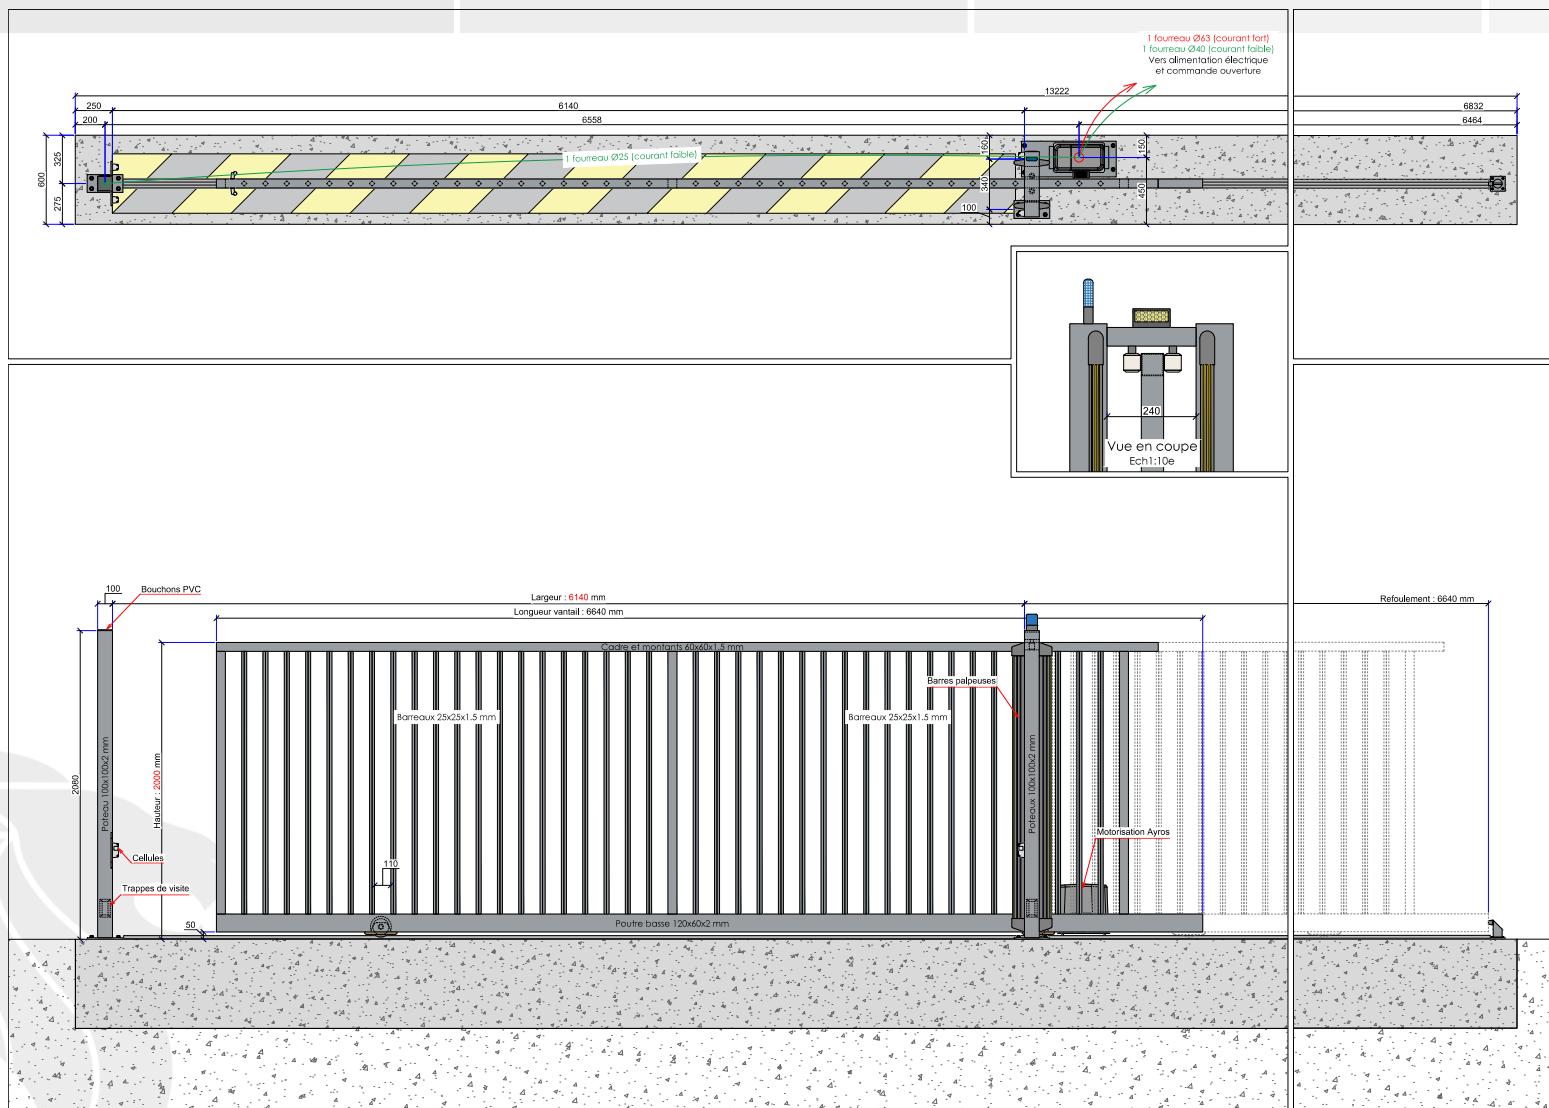 1 fourreau Ø63 (courant fort)
1 fourreau Ø40 (courant faible)
Vers alimentation électrique
et commande ouverture
13222
250
6140
6832
200
6558
6464
600
325
275
1 fourreau Ø25 (courant faible)
160
340
100
150
450
240
Vue en coupe
Ech1:10e
100
Bouchons PVC
Largeur : 6140 mm
Refoulement : 6640 mm
Longueur vantail : 6640 mm
Cadre et montants 60x60x1.5 mm
Barres palpeuses
Barreaux 25x25x1.5 mm
Barreaux 25x25x1.5 mm
2080
Poteau 100x100x2 mm
Hauteur : 2000 mm
Poteaux 100x100x2 mm
Motorisation Ayros
Cellules
110
Trappes de visite
50
Poutre basse 120x60x2 mm